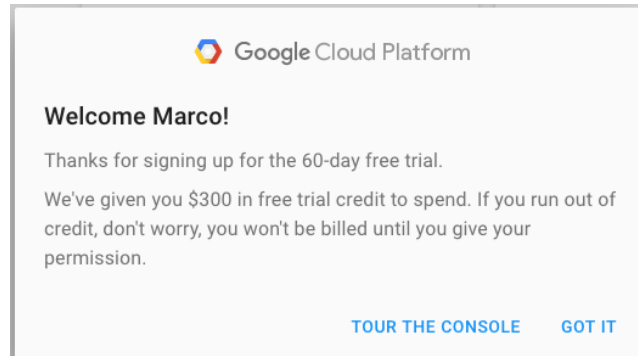 Google Cloud Platform
Welcome Marco!
Thanks for signing up for the 60-day free trial.
We've given you $300 in free trial credit to spend. If you run out of
credit, don't worry, you won't be billed until you give your
permission.
TOUR THE CONSOLE GOT IT